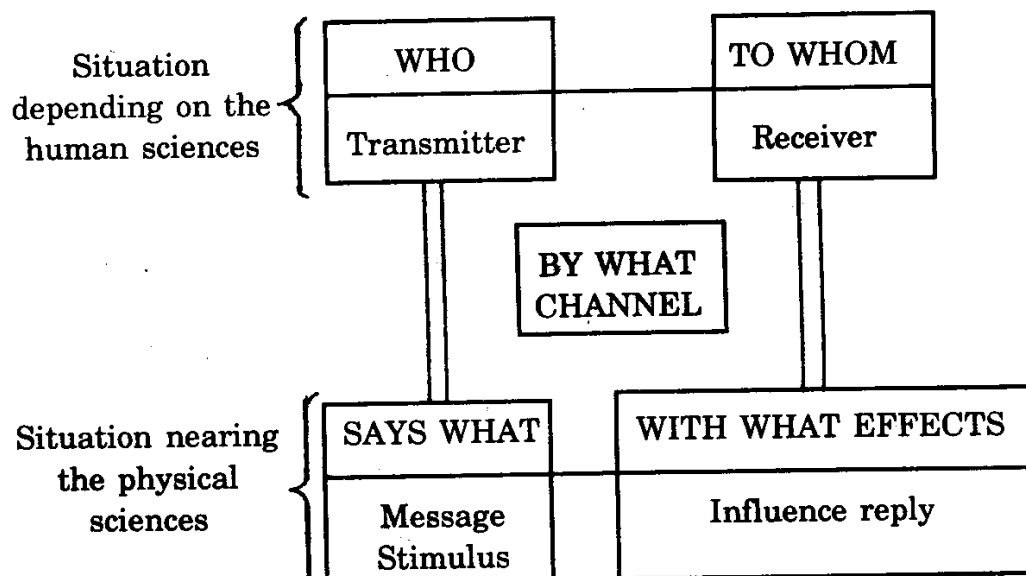 Situation
depending on the
human sciences
WHO
Transmitter
TO WHOM
Receiver
BY WHAT
CHANNEL
Situation nearing
the physical
sciences
SAYS WHAT
Message
Stimulus
WITH WHAT EFFECTS
Influence reply